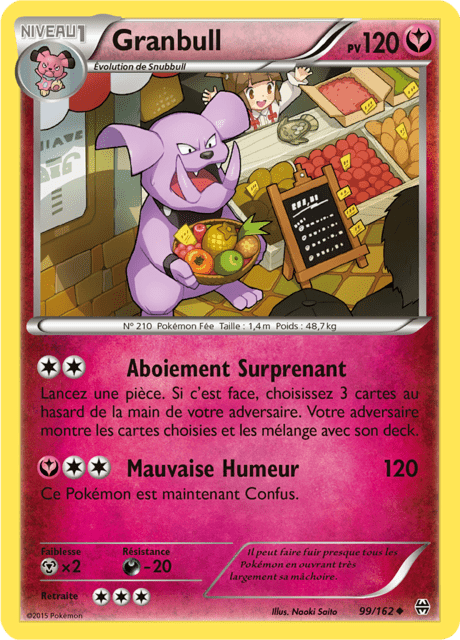 NIVEAU 1
Granbull
PV 120
Évolution de Snubbull
Nº 210 Pokémon Fée Taille : 1,4 m Poids : 48,7 kg
Aboiement Surprenant
Lancez une pièce. Si c'est face, choisissez 3 cartes au
hasard de la main de votre adversaire. Votre adversaire
montre les cartes choisies et les mélange avec son deck.
Mauvaise Humeur 120
Ce Pokémon est maintenant Confus.
Faiblesse Résistance
×2 -20
Retraite
Il peut faire fuir presque tous les
Pokémon en ouvrant très
largement sa mâchoire.
©2015 Pokémon Illus. Naoki Saito 99/162